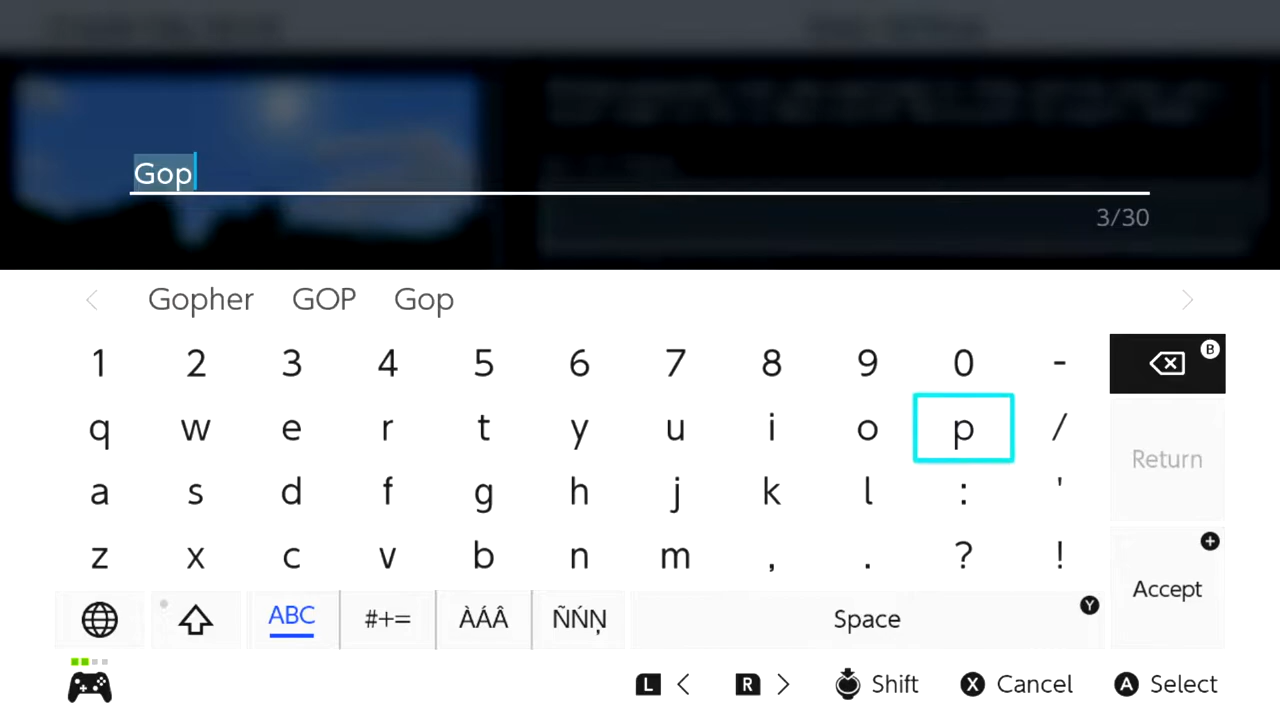 Gop
3/30
Gopher GOP Gop
1 2 3 4 5 6 7 8 9 0 - B
q w e r t y u i o p /
Return
a s d f g h j k l : '
z x c v b n m , . ? ! +
Accept
ABC #+= ÀÁÂ ÑŃŅ Space Y
L < R > Shift X Cancel A Select